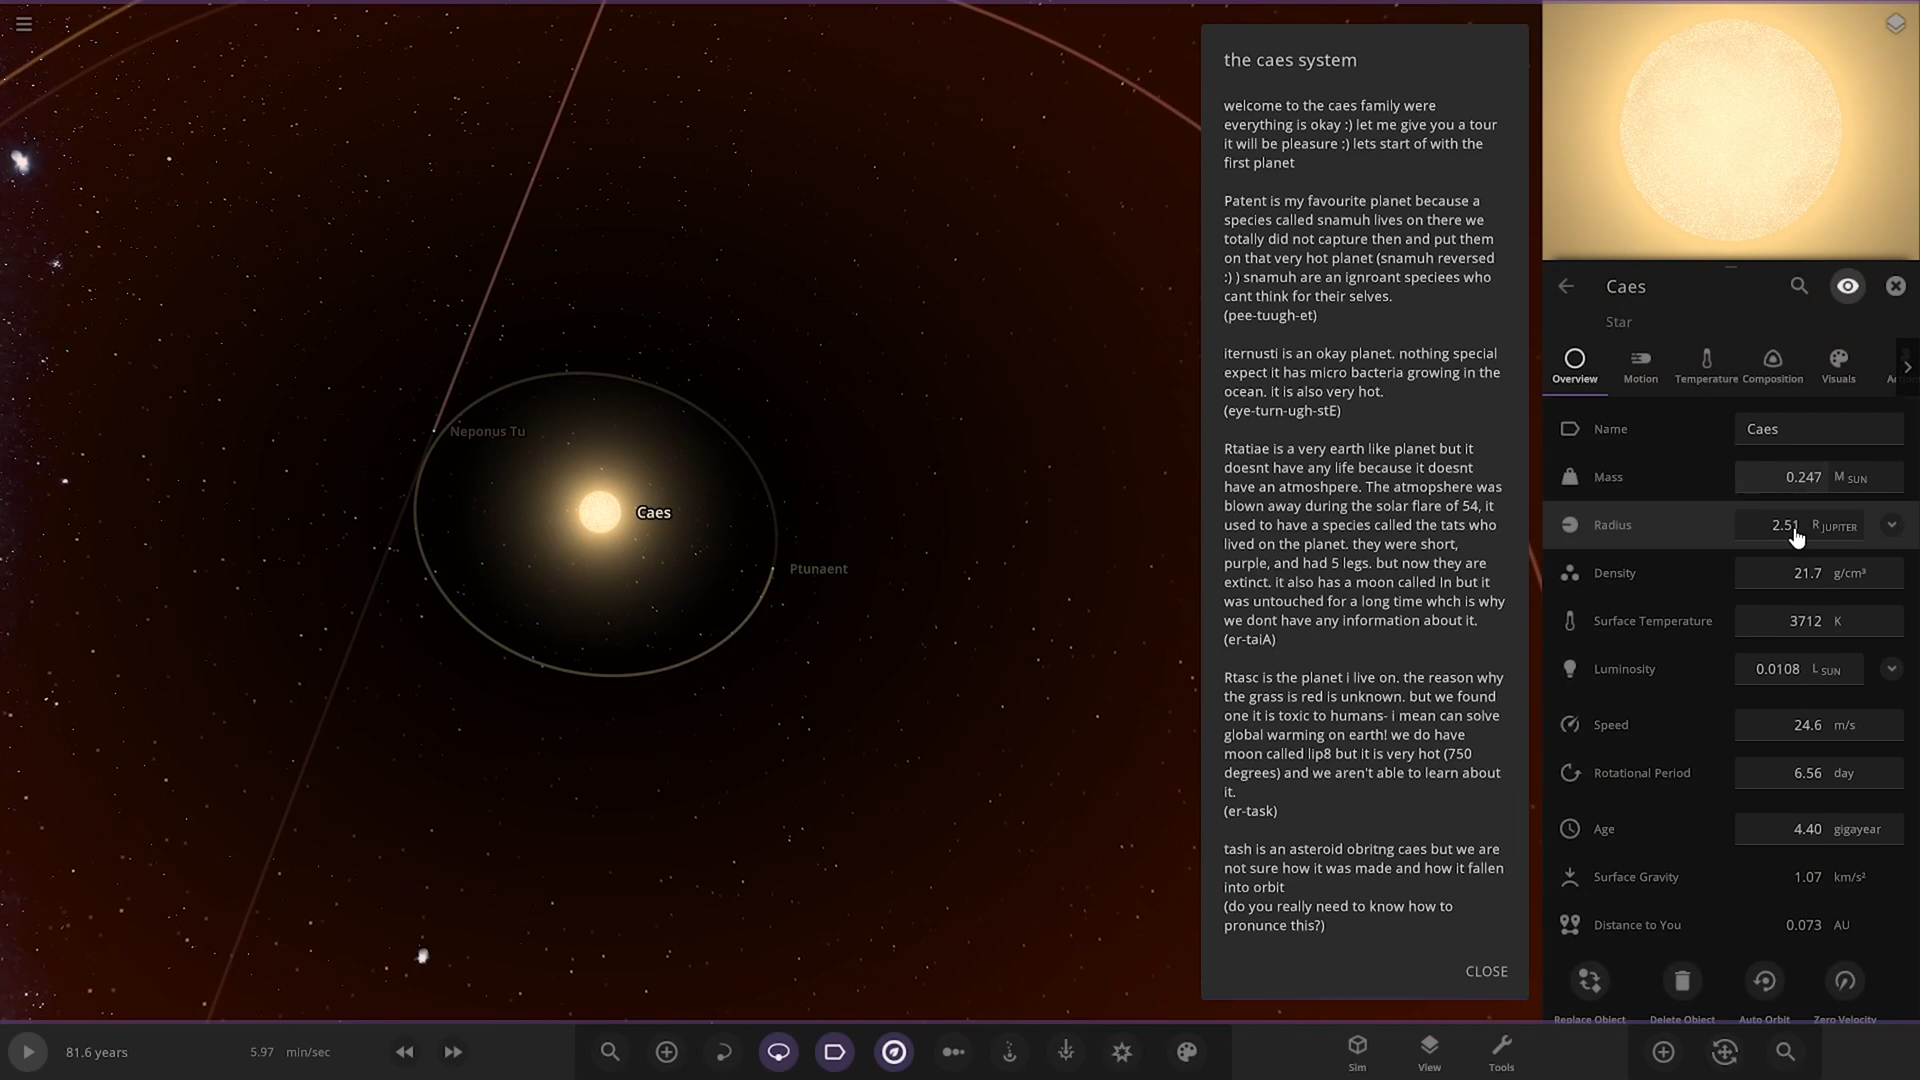 the caes system
welcome to the caes family were
everything is okay :) let me give you a tour
it will be pleasure :) lets start of with the
first planet
Patent is my favourite planet because a
species called snamuh lives on there we
totally did not capture then and put them
on that very hot planet (snamuh reversed
:) ) snamuh are an ignroant speciees who
cant think for their selves.
(pee-tuugh-et)
iternusti is an okay planet. nothing special
expect it has micro bacteria growing in the
ocean. it is also very hot.
(eye-turn-ugh-stE)
Rtatiae is a very earth like planet but it
doesnt have any life because it doesnt
have an atmoshpere. The atmopshere was
blown away during the solar flare of 54, it
used to have a species called the tats who
lived on the planet. they were short,
purple, and had 5 legs. but now they are
extinct. it also has a moon called In but it
was untouched for a long time whch is why
we dont have any information about it.
(er-taiA)
Rtasc is the planet i live on. the reason why
the grass is red is unknown. but we found
one it is toxic to humans- i mean can solve
global warming on earth! we do have
moon called lip8 but it is very hot (750
degrees) and we aren't able to learn about
it.
(er-task)
tash is an asteroid obritng caes but we are
not sure how it was made and how it fallen
into orbit
(do you really need to know how to
pronunce this?)
CLOSE
Neponus Tu
Caes
Ptunaent
Caes
Star
Overview Motion Temperature Composition Visuals
Name Caes
Mass 0.247 M SUN
Radius 2.51 R JUPITER
Density 21.7 g/cm³
Surface Temperature 3712 K
Luminosity 0.0108 L SUN
Speed 24.6 m/s
Rotational Period 6.56 day
Age 4.40 gigayear
Surface Gravity 1.07 km/s²
Distance to You 0.073 AU
Replace Object Delete Object Auto Orbit Zero Velocity
81.6 years 5.97 min/sec
Sim View Tools